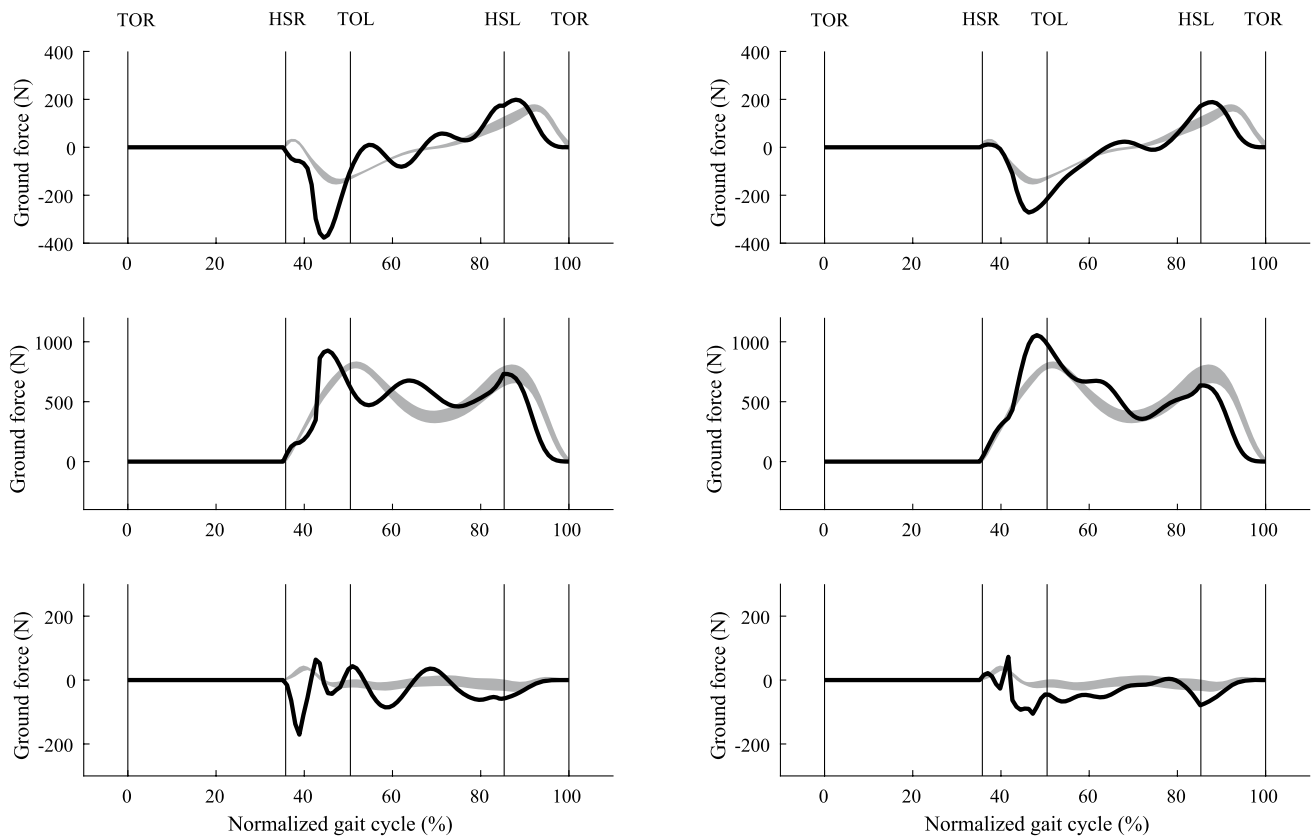 TOR HSR TOL HSL TOR TOR HSR TOL HSL TOR
400 400
200 200
0 0
-200 -200
-400 -400
Ground force (N) Ground force (N)
0 20 40 60 80 100 0 20 40 60 80 100
1000 1000
500 500
0 0
Ground force (N) Ground force (N)
0 20 40 60 80 100 0 20 40 60 80 100
200 200
0 0
-200 -200
Ground force (N) Ground force (N)
0 20 40 60 80 100 0 20 40 60 80 100
Normalized gait cycle (%) Normalized gait cycle (%)